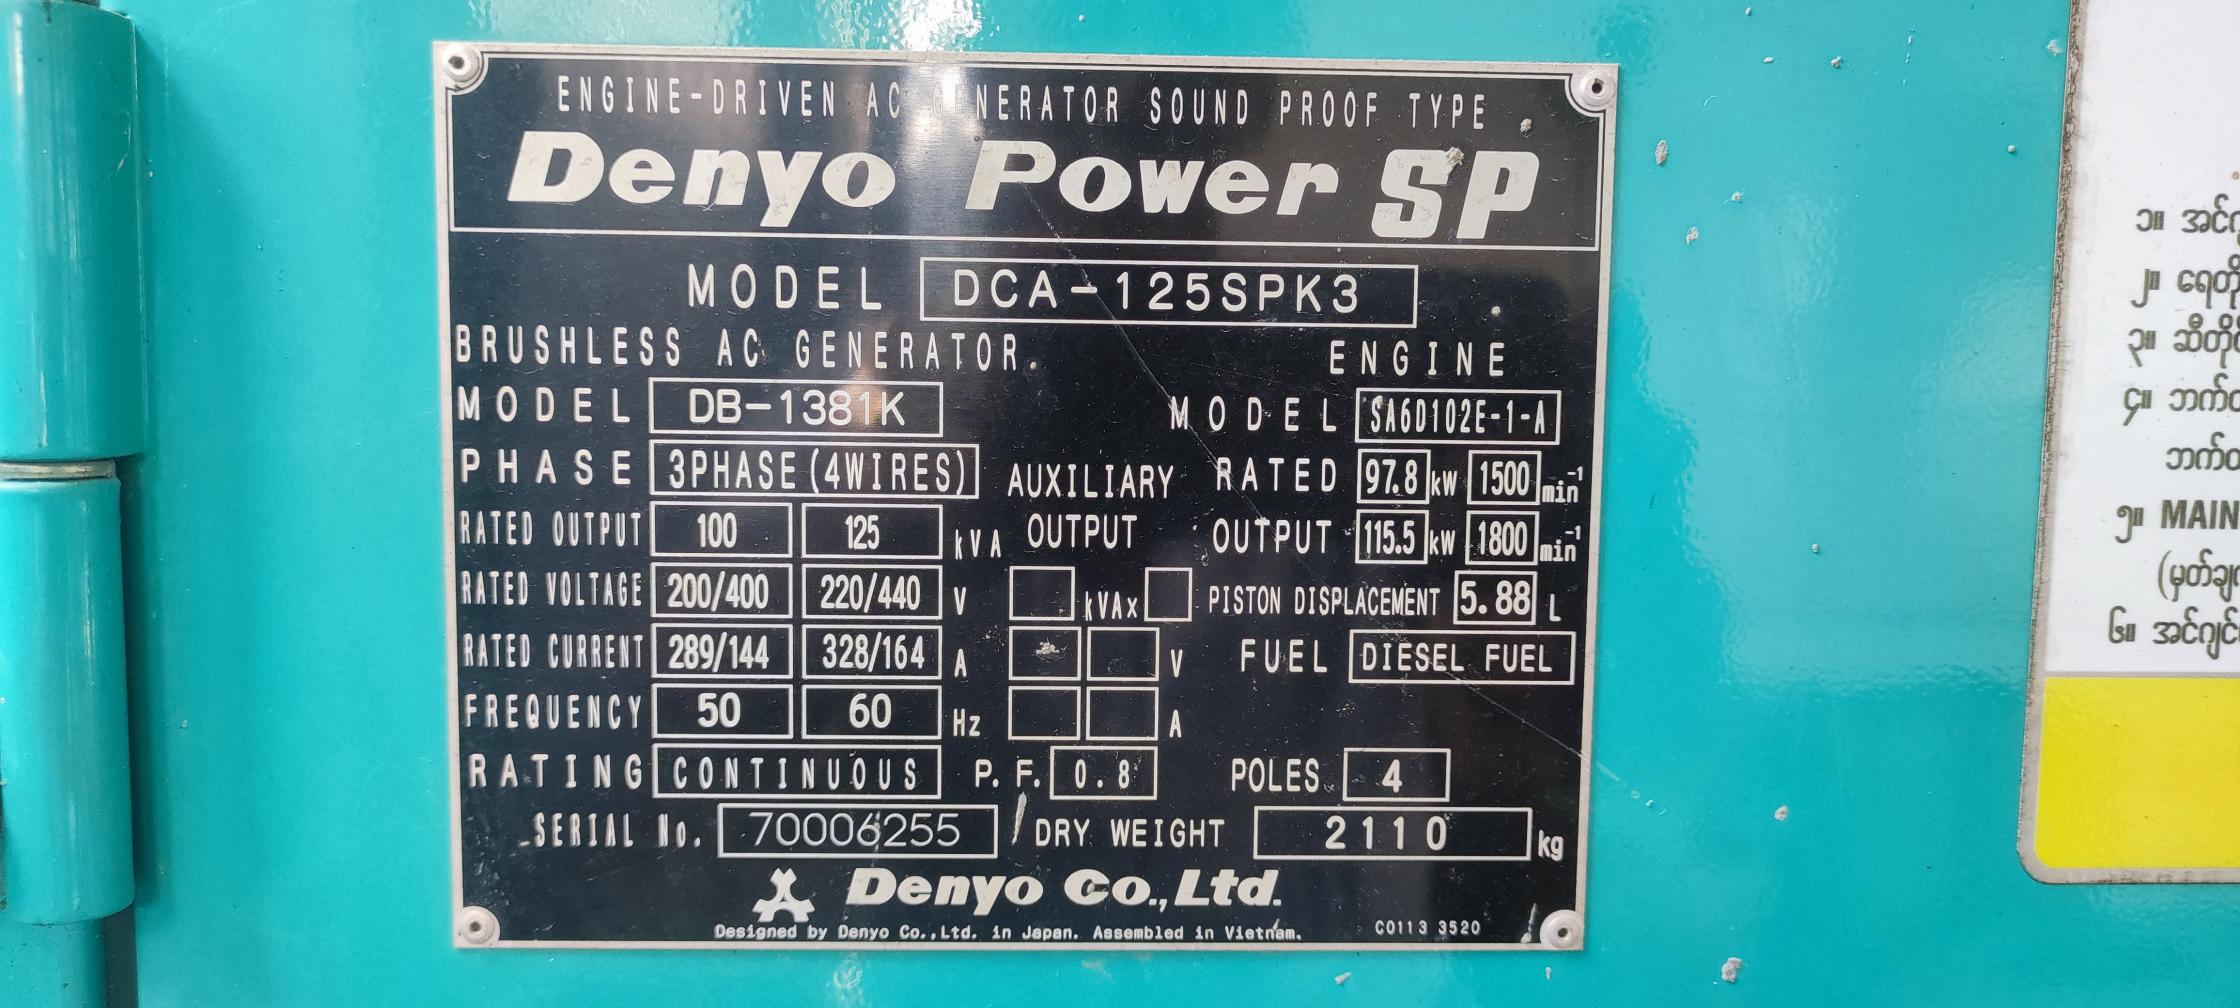 ENGINE-DRIVEN AC GENERATOR SOUND PROOF TYPE
Denyo Power SP
MODEL DCA-125SPK3
BRUSHLESS AC GENERATOR. ENGINE
MODEL DB-1381K MODEL SA6D102E-1-A
PHASE 3PHASE(4WIRES) AUXILIARY RATED 97.8 kW 1500 min-1
RATED OUTPUT 100 125 kVA OUTPUT OUTPUT 115.5 kW 1800 min-1
RATED VOLTAGE 200/400 220/440 V kVAx PISTON DISPLACEMENT 5.88 L
RATED CURRENT 289/144 328/164 A V FUEL DIESEL FUEL
FREQUENCY 50 60 Hz A
RATING CONTINUOUS P.F. 0.8 POLES 4
SERIAL No. 70006255 DRY WEIGHT 2110 kg
Denyo Co.,Ltd.
Designed by Denyo Co.,Ltd. in Japan. Assembled in Vietnam. C0113 3520
၁။
၂။ ရေတို
၃။ ဆီတို
၄။ ဘက်
ဘက်
၅။ MAIN
(မှတ်ချ
၆။ အင်ဂျင်